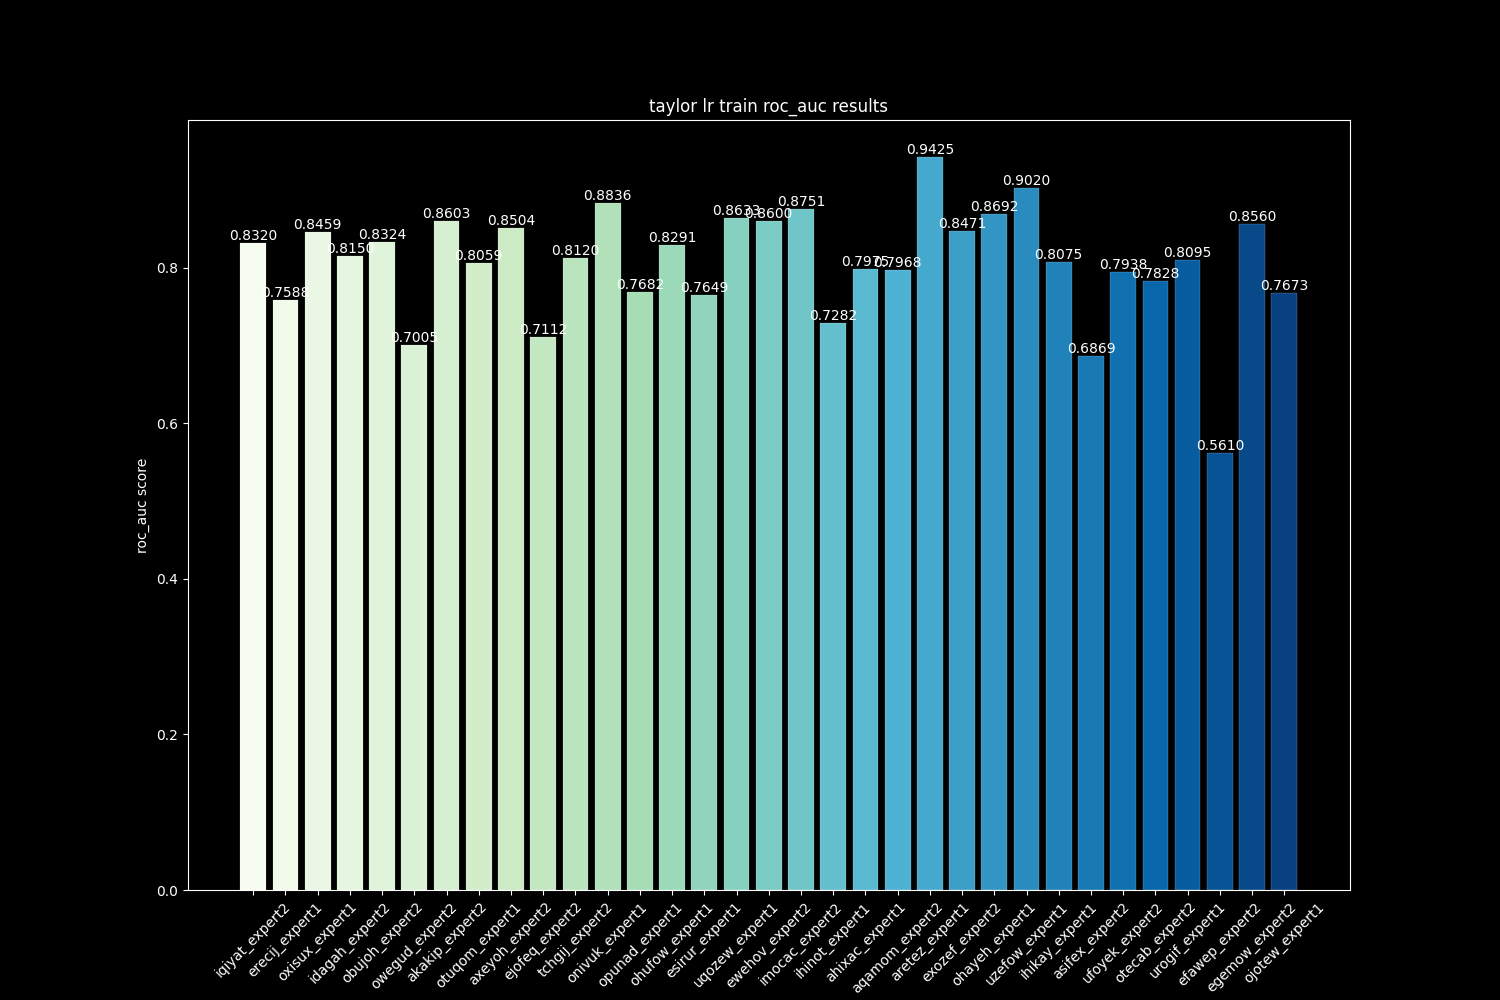 taylor lr train roc_auc results
0.9425
0.9020
0.8836
0.8751
0.8692
0.8633
0.8600
0.8603
0.8560
0.8504
0.8471
0.8459
0.8320
0.8324
0.8291
0.8150
0.8120
0.8095
0.8075
0.8059
0.7975
0.7968
0.7938
0.7828
0.7682
0.7673
0.7649
0.7588
0.7282
0.7112
0.7005
0.6869
0.5610
0.8
0.6
0.4
0.2
0.0
roc_auc score
iqiyat_expert2
erecij_expert1
oxisux_expert1
idagah_expert2
obujoh_expert2
owegud_expert2
akakip_expert2
otuqom_expert1
axeyoh_expert2
ejofeq_expert2
tchgjj_expert2
onivuk_expert1
opunad_expert1
ohufow_expert1
esirur_expert1
uqozew_expert1
ewehov_expert2
imocac_expert2
ihinot_expert1
ahixac_expert1
aqamom_expert2
aretez_expert1
exozef_expert2
ohayeh_expert1
uzefow_expert1
ihikay_expert1
asifex_expert2
ufoyek_expert2
otecab_expert2
urogif_expert1
efawep_expert2
egemow_expert2
ojotew_expert1